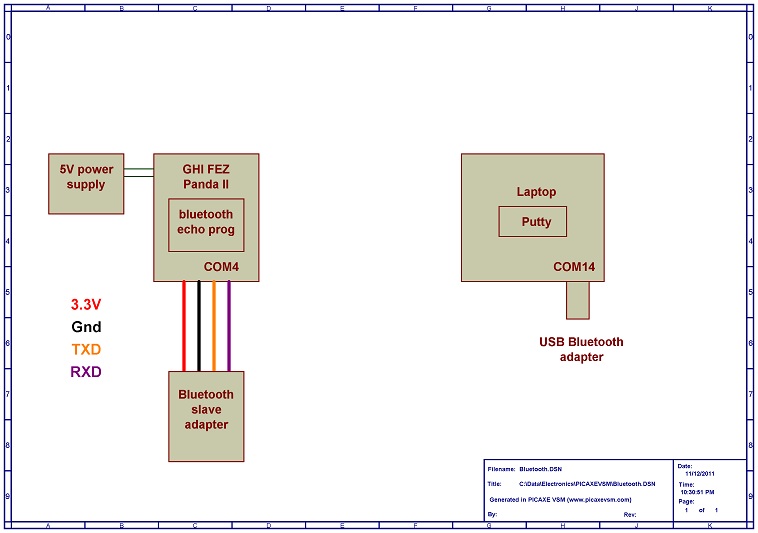 A B C D E F G H J K
0 0
1 1
2 2
3 3
4 4
5 5
6 6
7 7
8 8
9 9
5V power
supply
GHI FEZ
Panda II
bluetooth
echo prog
COM4
Laptop
Putty
COM14
USB Bluetooth
adapter
3.3V
Gnd
TXD
RXD
Bluetooth
slave
adapter
Filename: Bluetooth.DSN
Title: C:\Data\Electronics\PICAXEVSM\Bluetooth.DSN
Generated in PICAXE VSM (www.picaxevsm.com)
By: Rev:
Date:
11/12/2011
Time:
10:30:51 PM
Page:
1 of 1
A B C D E F G H J K